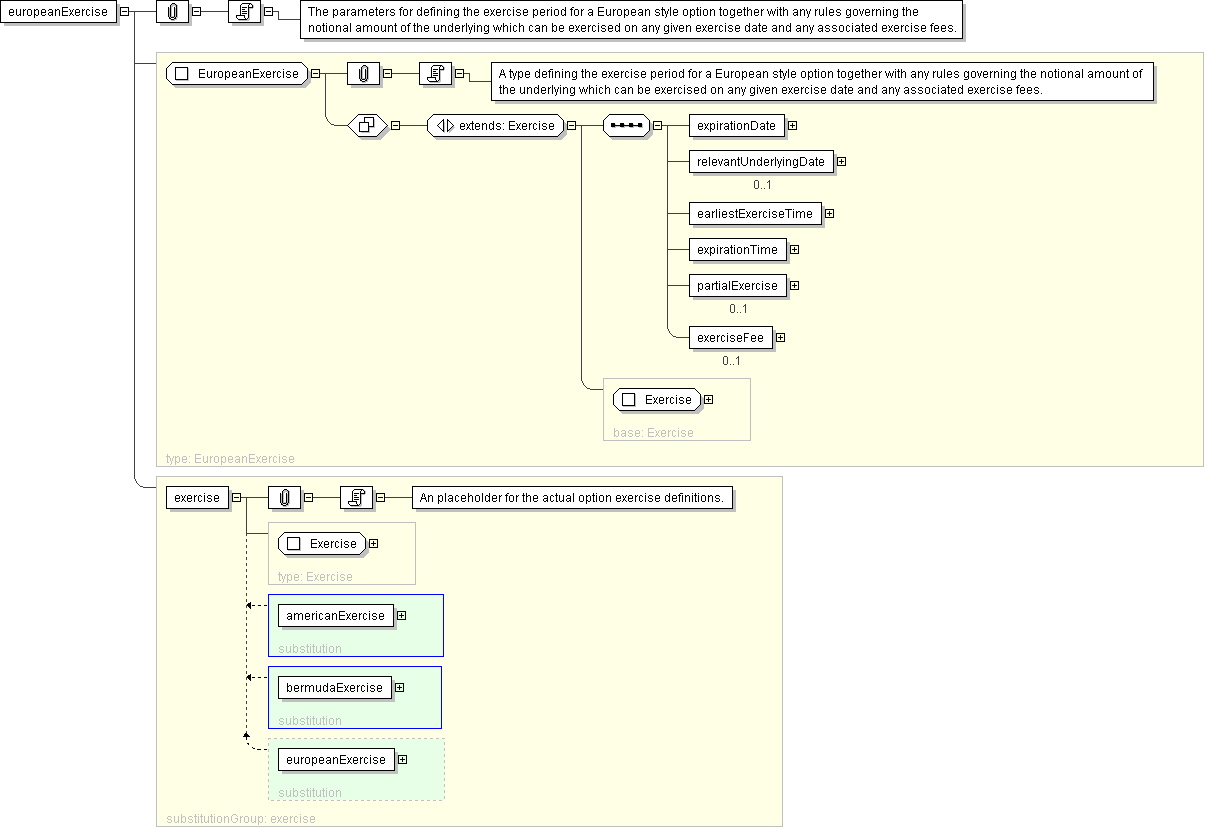 europeanExercise
The parameters for defining the exercise period for a European style option together with any rules governing the
notional amount of the underlying which can be exercised on any given exercise date and any associated exercise fees.
EuropeanExercise
A type defining the exercise period for a European style option together with any rules governing the notional amount of
the underlying which can be exercised on any given exercise date and any associated exercise fees.
extends: Exercise
expirationDate
relevantUnderlyingDate
0..1
earliestExerciseTime
expirationTime
partialExercise
0..1
exerciseFee
0..1
Exercise
base: Exercise
type: EuropeanExercise
exercise
An placeholder for the actual option exercise definitions.
Exercise
type: Exercise
americanExercise
substitution
bermudaExercise
substitution
europeanExercise
substitution
substitutionGroup: exercise